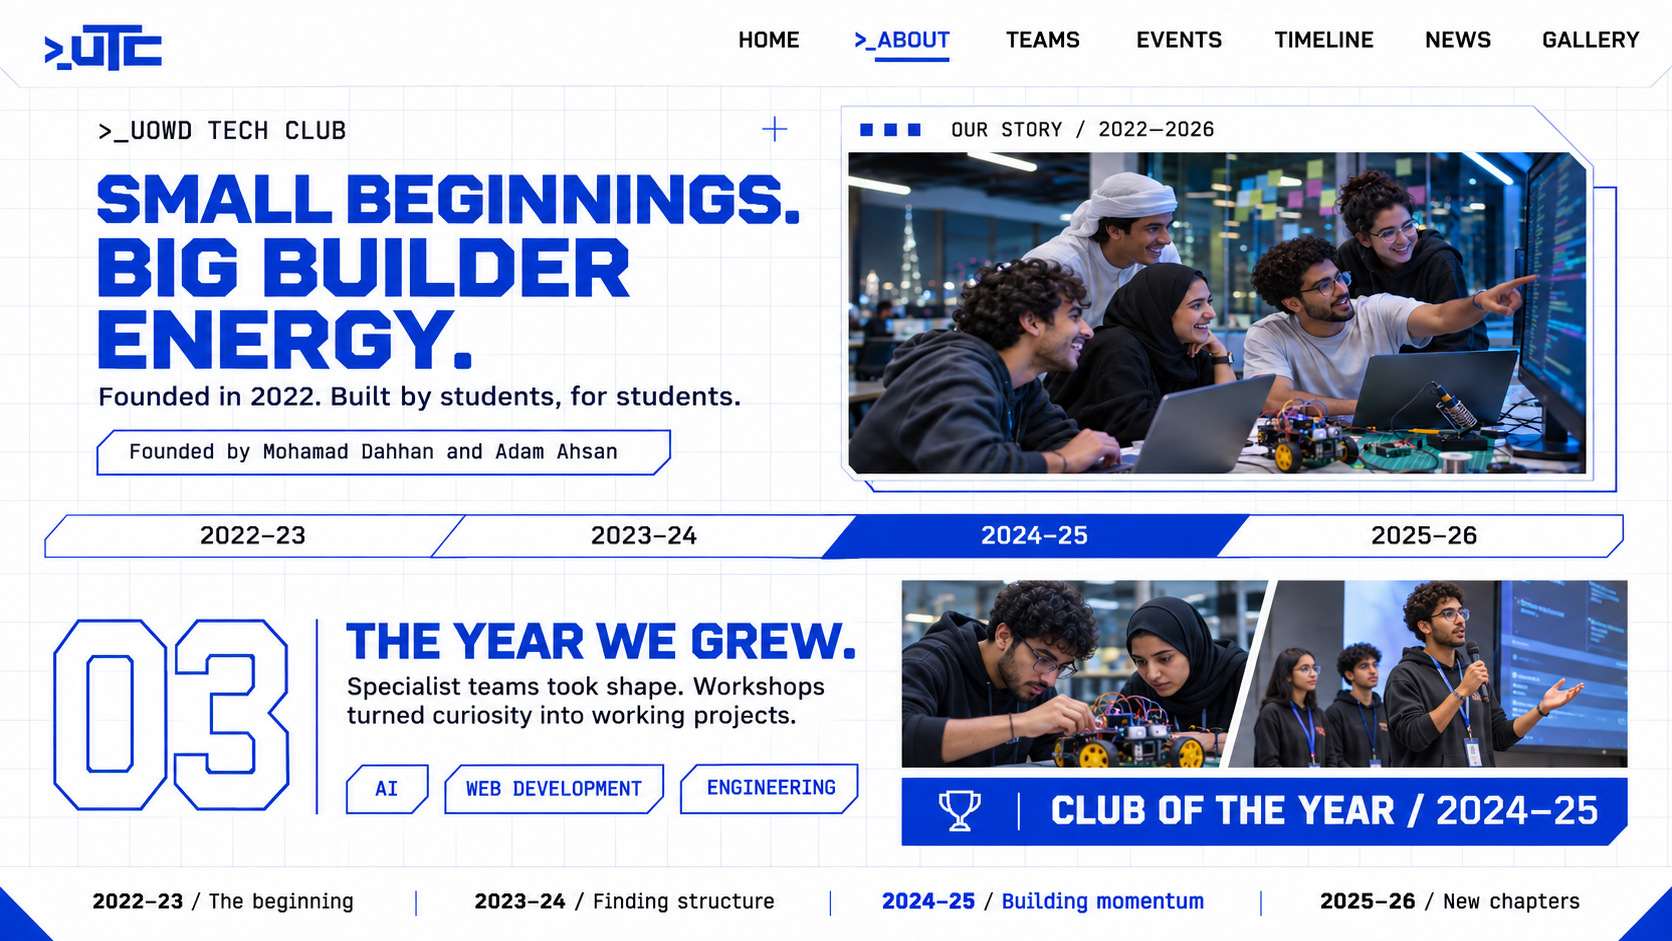 >_UTC
HOME
>_ABOUT
TEAMS
EVENTS
TIMELINE
NEWS
GALLERY
>_UOWD TECH CLUB
SMALL BEGINNINGS.
BIG BUILDER
ENERGY.
Founded in 2022. Built by students, for students.
Founded by Mohamad Dahhan and Adam Ahsan
OUR STORY / 2022—2026
2022–23
2023–24
2024–25
2025–26
03
THE YEAR WE GREW.
Specialist teams took shape. Workshops
turned curiosity into working projects.
AI
WEB DEVELOPMENT
ENGINEERING
CLUB OF THE YEAR / 2024–25
2022–23 / The beginning
2023–24 / Finding structure
2024–25 / Building momentum
2025–26 / New chapters